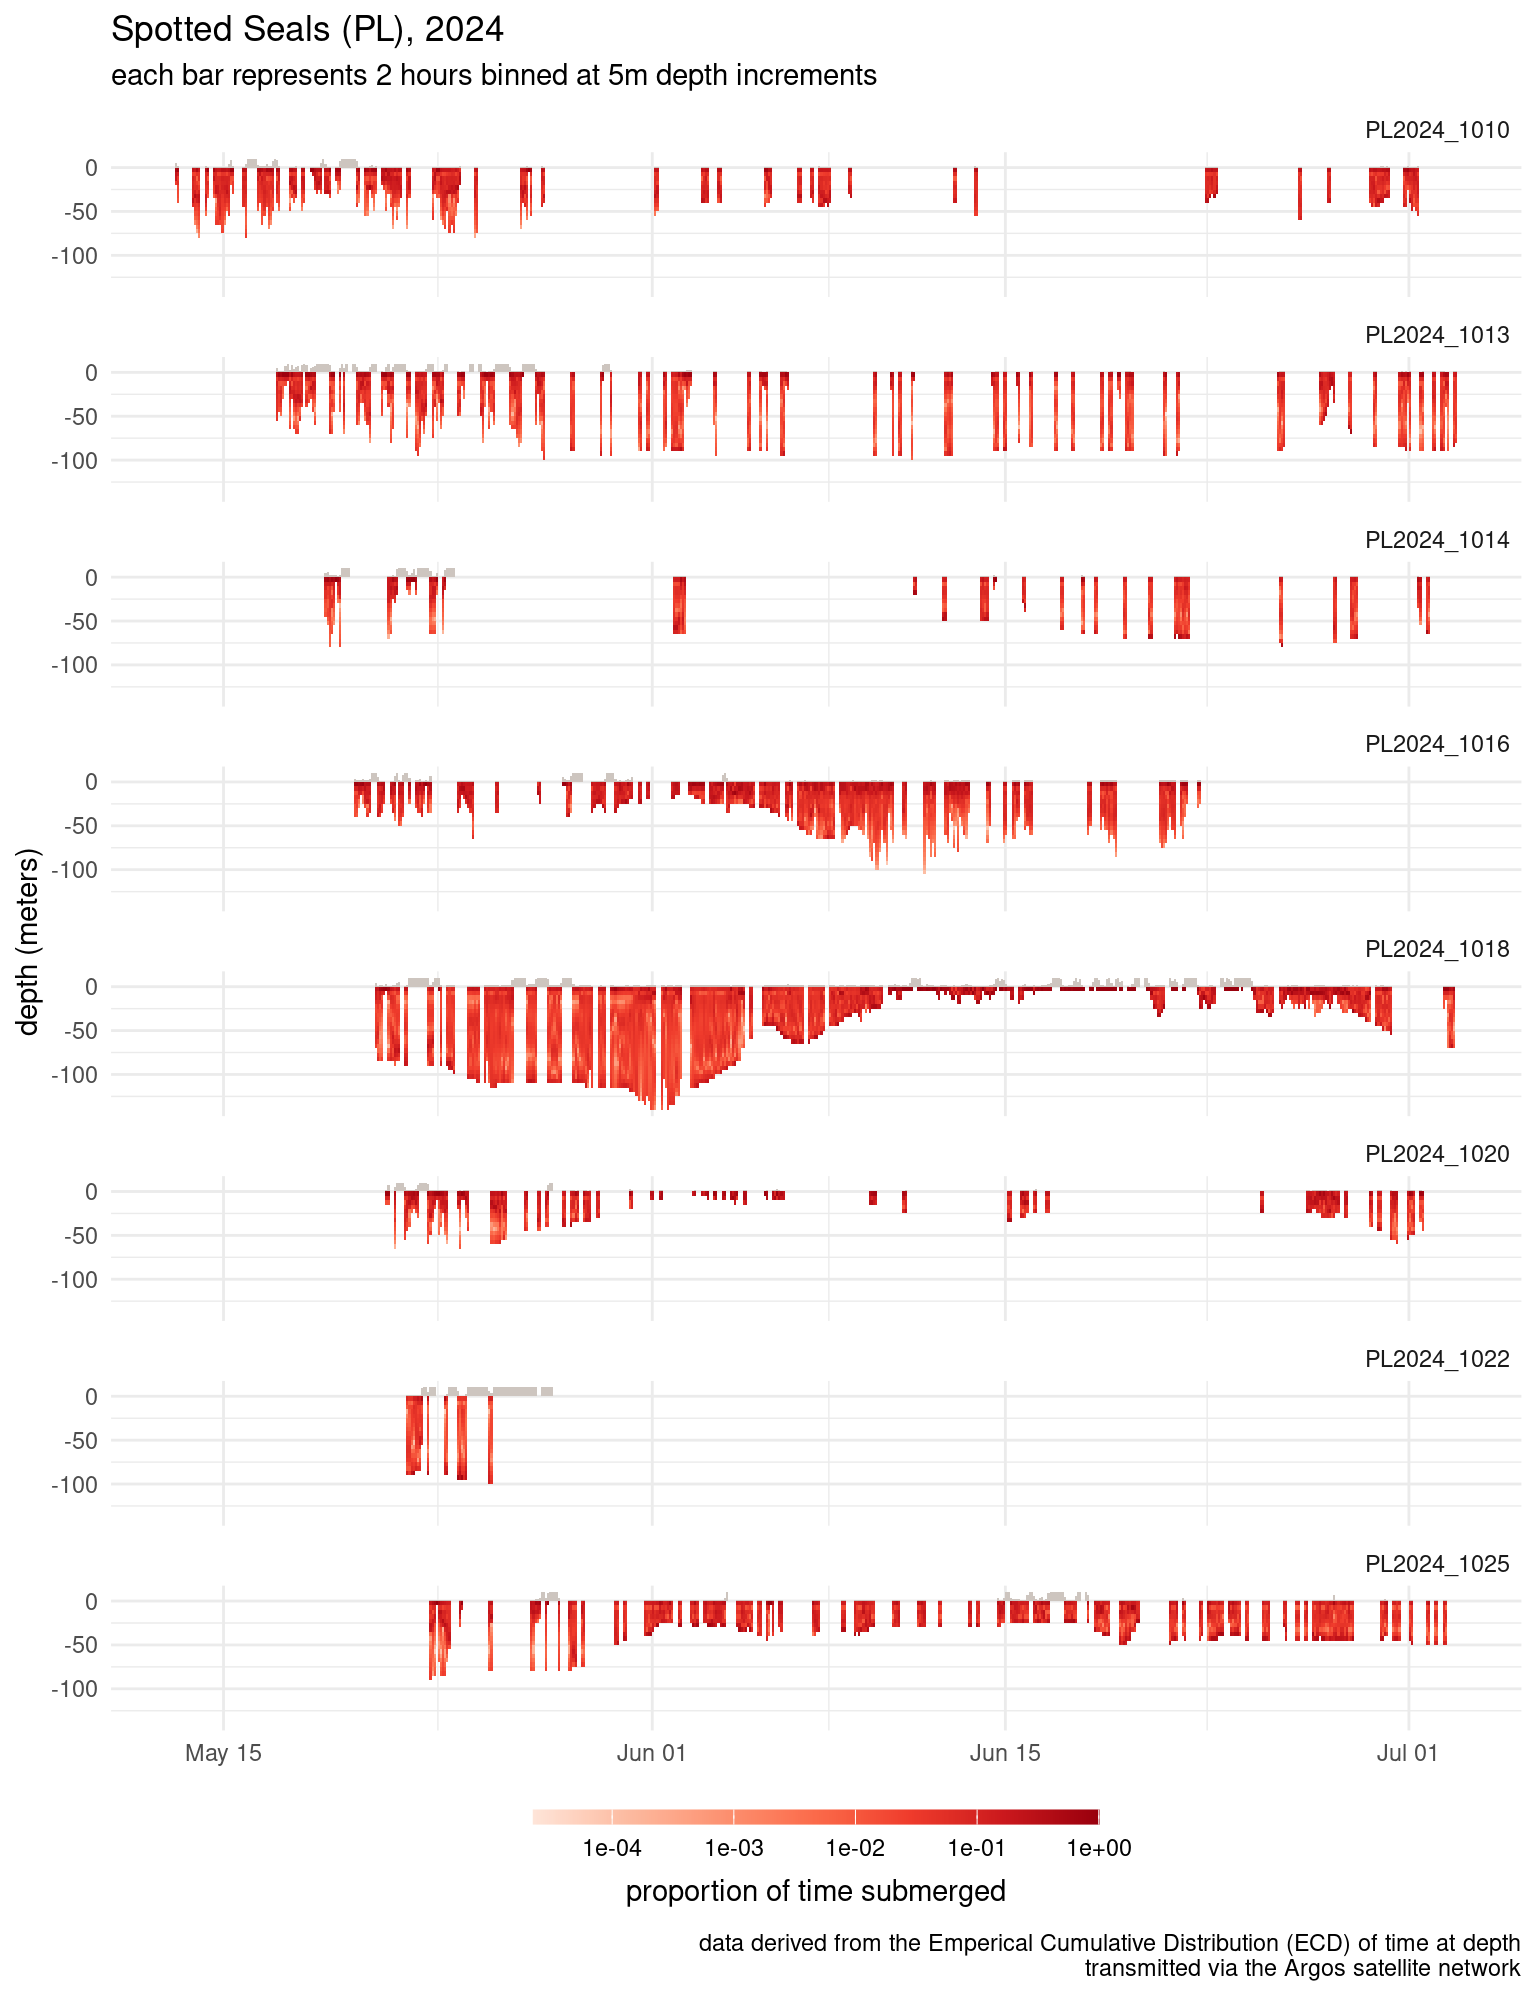 Spotted Seals (PL), 2024
each bar represents 2 hours binned at 5m depth increments
PL2024_1010
0
-50
-100
PL2024_1013
0
-50
-100
PL2024_1014
0
-50
-100
PL2024_1016
0
-50
-100
depth (meters)
PL2024_1018
0
-50
-100
PL2024_1020
0
-50
-100
PL2024_1022
0
-50
-100
PL2024_1025
0
-50
-100
May 15 Jun 01 Jun 15 Jul 01
1e-04 1e-03 1e-02 1e-01 1e+00
proportion of time submerged
data derived from the Emperical Cumulative Distribution (ECD) of time at depth
transmitted via the Argos satellite network